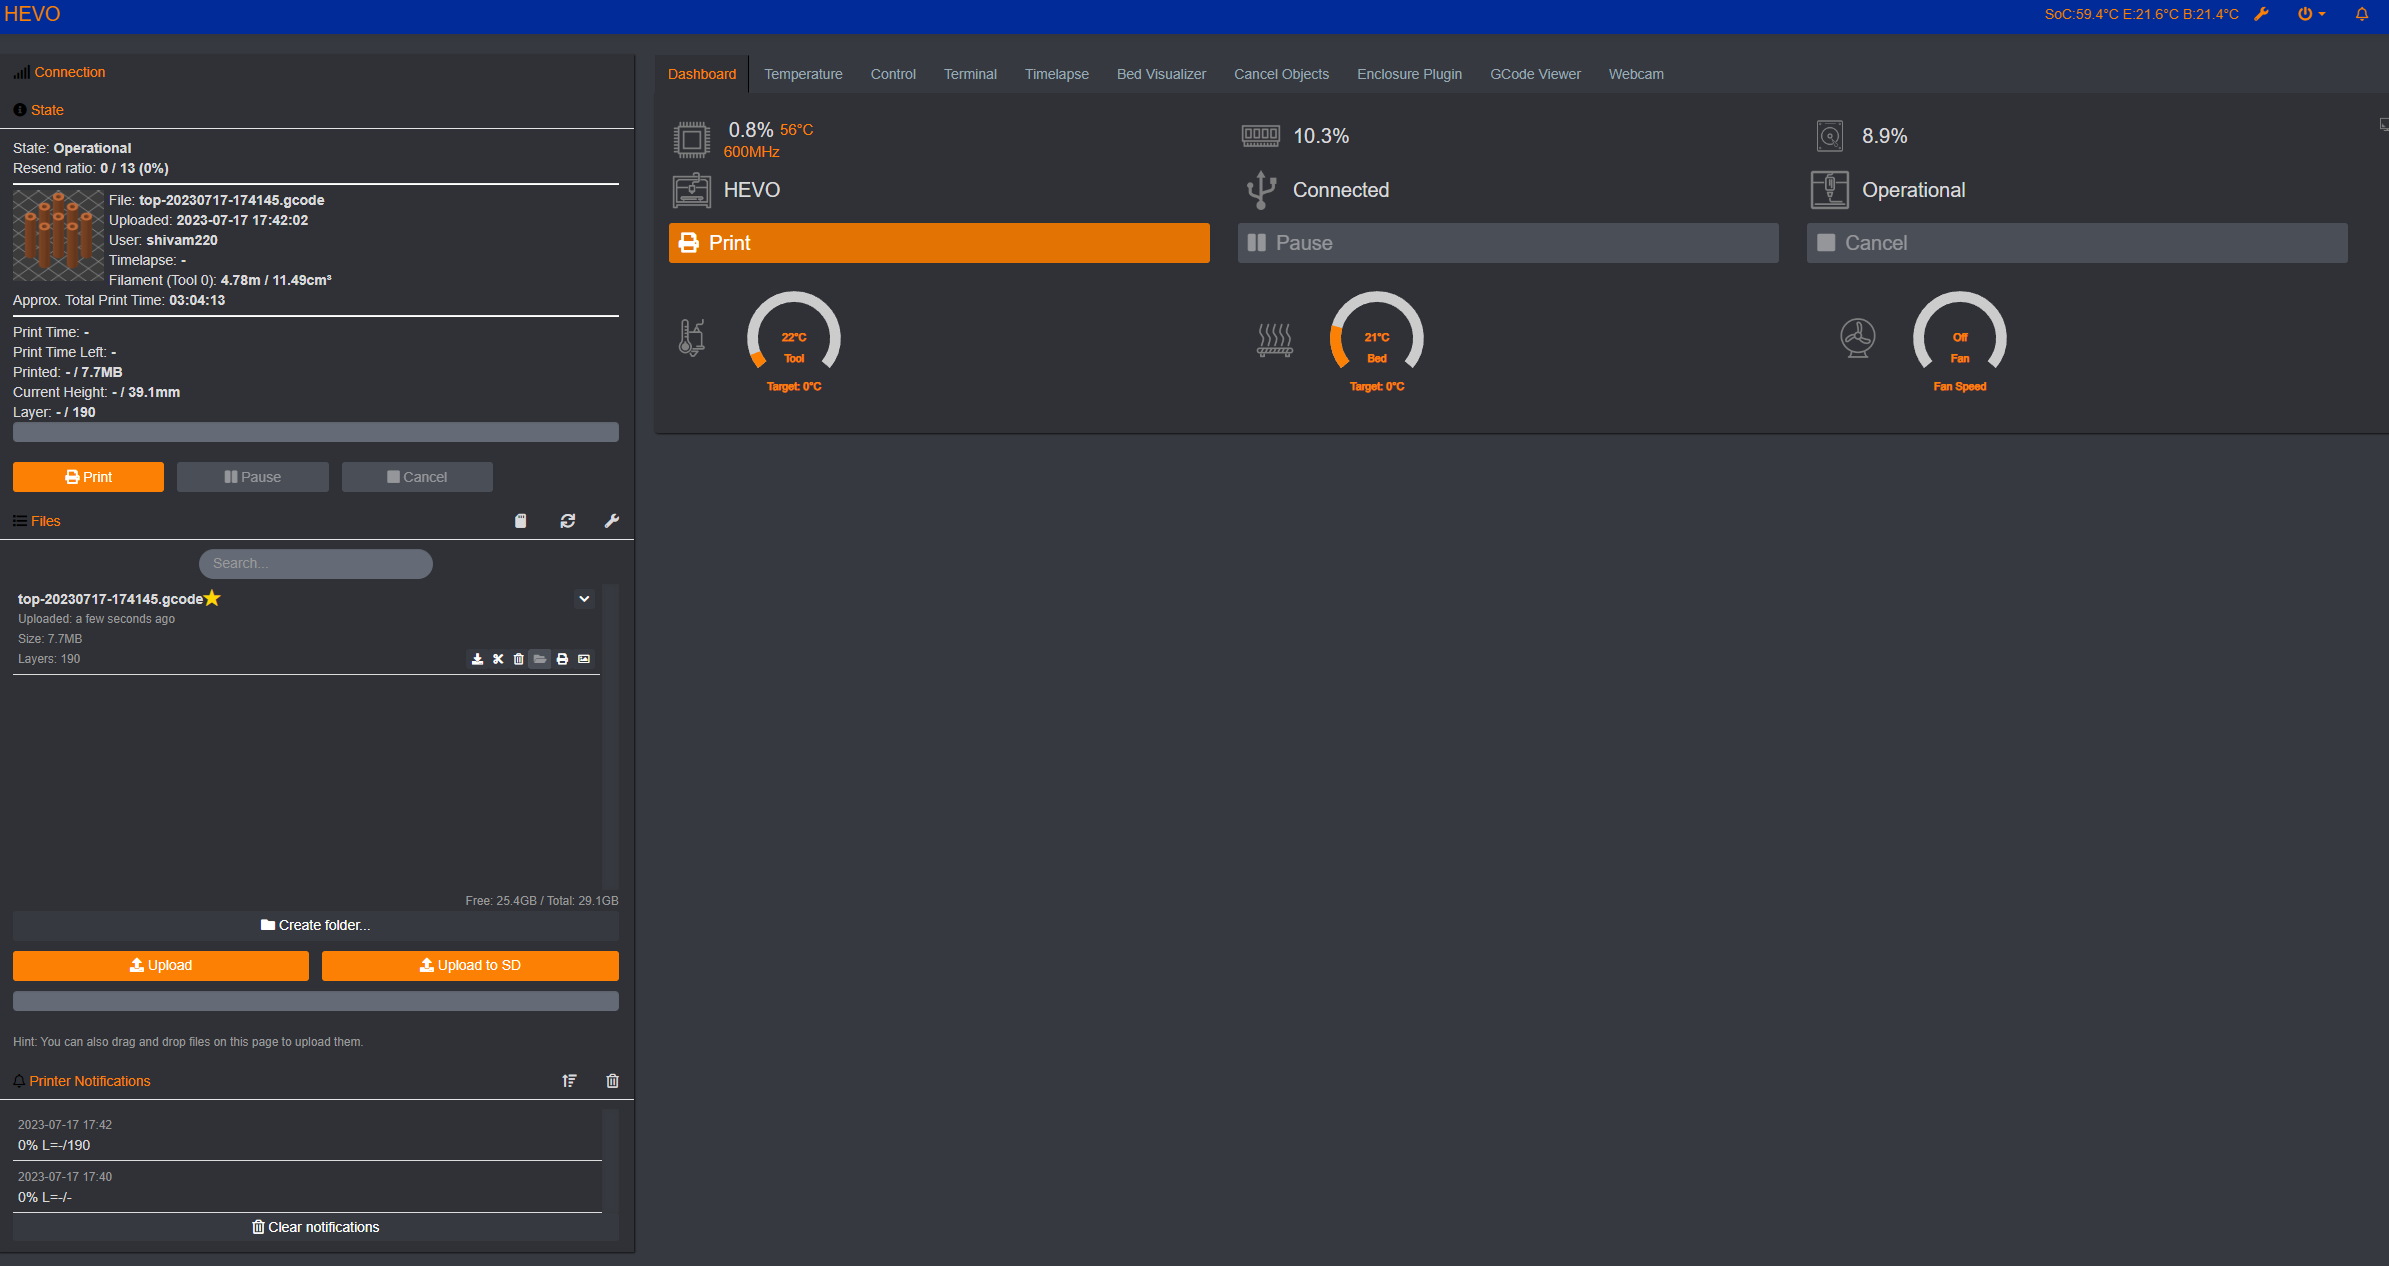 HEVO
SoC:59.4°C E:21.6°C B:21.4°C
Connection
State
State: Operational
Resend ratio: 0 / 13 (0%)
File: top-20230717-174145.gcode
Uploaded: 2023-07-17 17:42:02
User: shivam220
Timelapse: -
Filament (Tool 0): 4.78m / 11.49cm³
Approx. Total Print Time: 03:04:13
Print Time: -
Print Time Left: -
Printed: - / 7.7MB
Current Height: - / 39.1mm
Layer: - / 190
Print Pause Cancel
Files
Search...
top-20230717-174145.gcode
Uploaded: a few seconds ago
Size: 7.7MB
Layers: 190
Free: 25.4GB / Total: 29.1GB
Create folder...
Upload Upload to SD
Hint: You can also drag and drop files on this page to upload them.
Printer Notifications
2023-07-17 17:42
0% L=-/190
2023-07-17 17:40
0% L=-/-
Clear notifications
Dashboard Temperature Control Terminal Timelapse Bed Visualizer Cancel Objects Enclosure Plugin GCode Viewer Webcam
0.8% 56°C
600MHz
10.3%
8.9%
HEVO
Connected
Operational
Print Pause Cancel
22°C
Tool
Target: 0°C
21°C
Bed
Target: 0°C
Off
Fan
Fan Speed